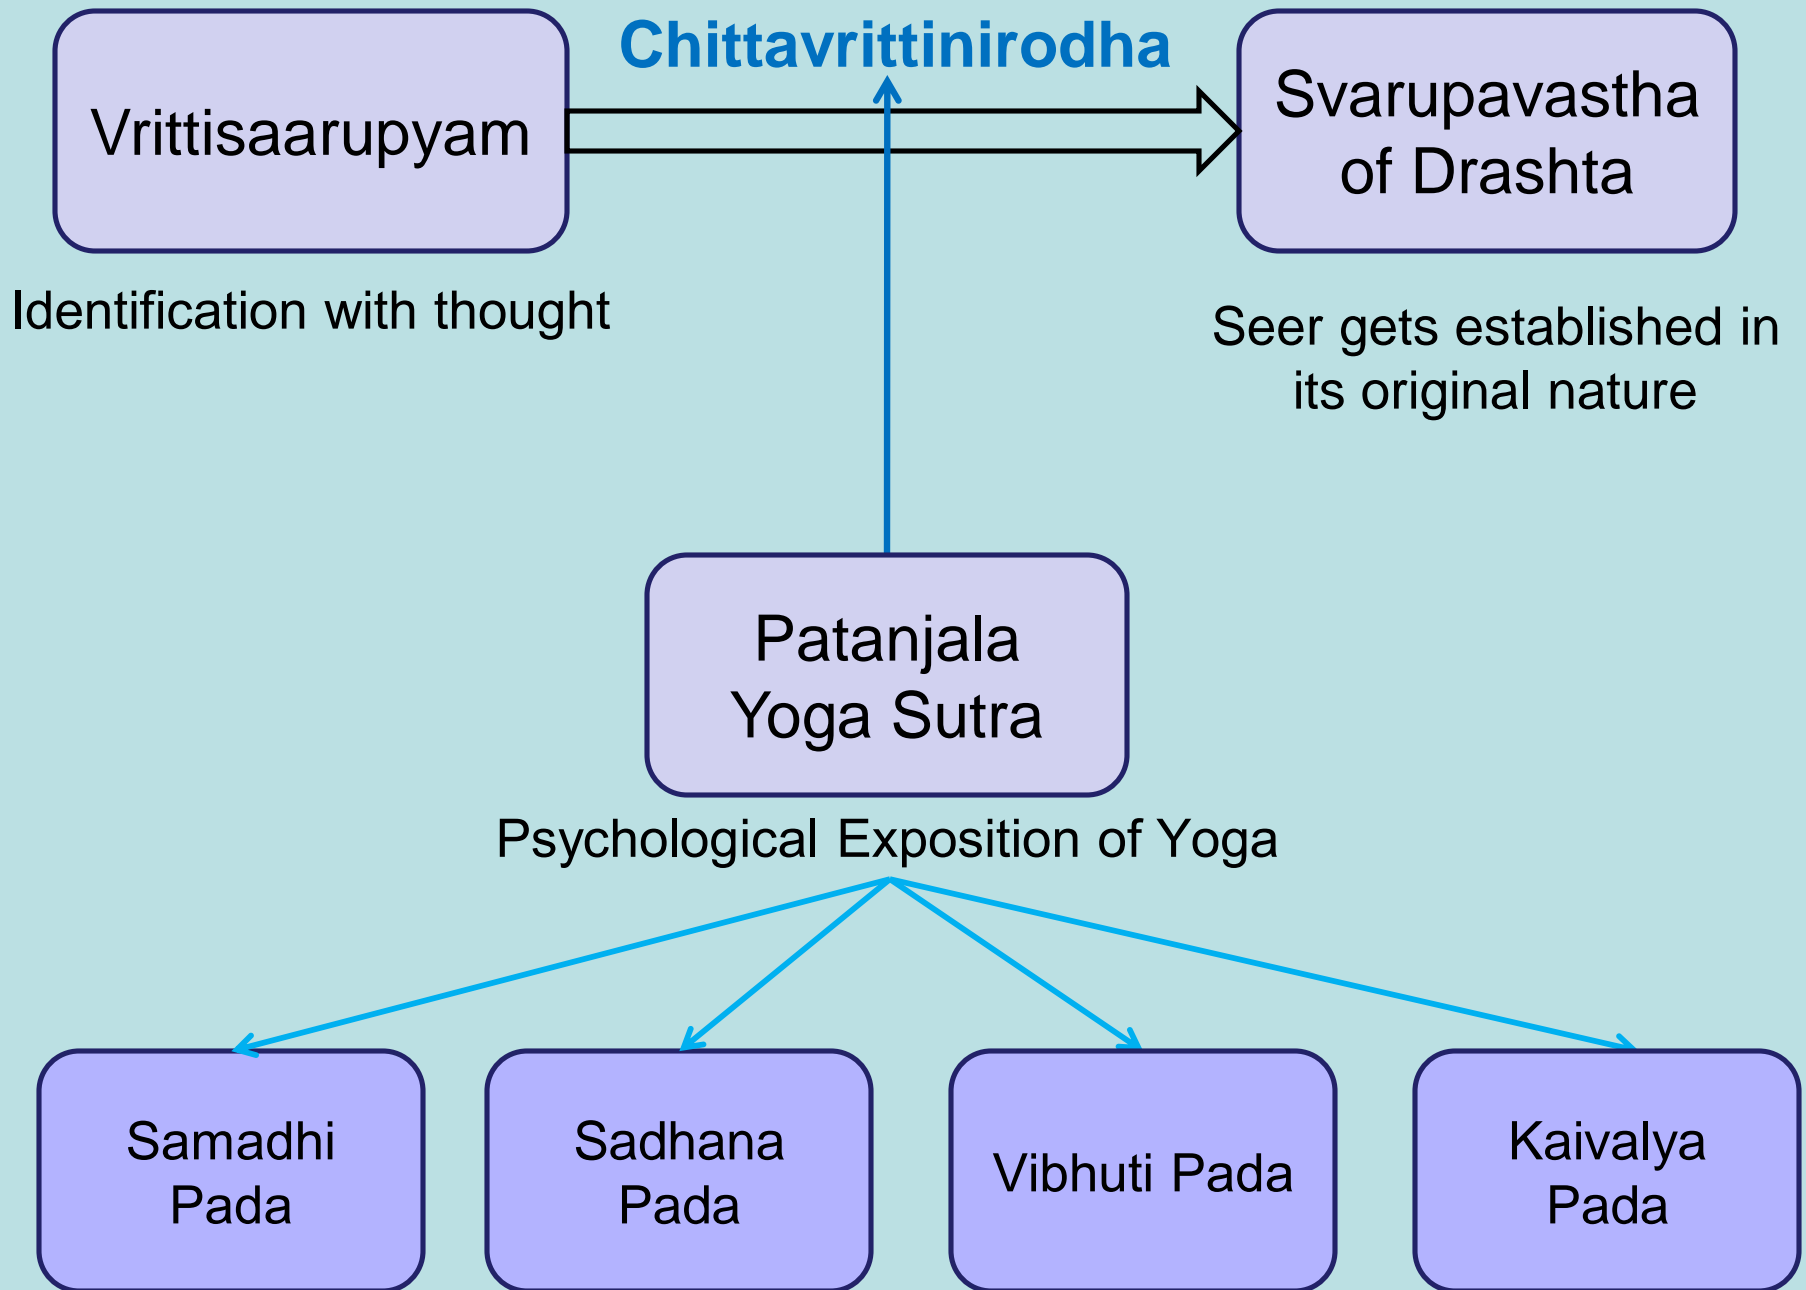 Chittavrittinirodha
Vrittisaarupyam
Svarupavastha
of Drashta
Identification with thought
Seer gets established in
its original nature
Patanjala
Yoga Sutra
Psychological Exposition of Yoga
Samadhi
Pada
Sadhana
Pada
Vibhuti Pada
Kaivalya
Pada